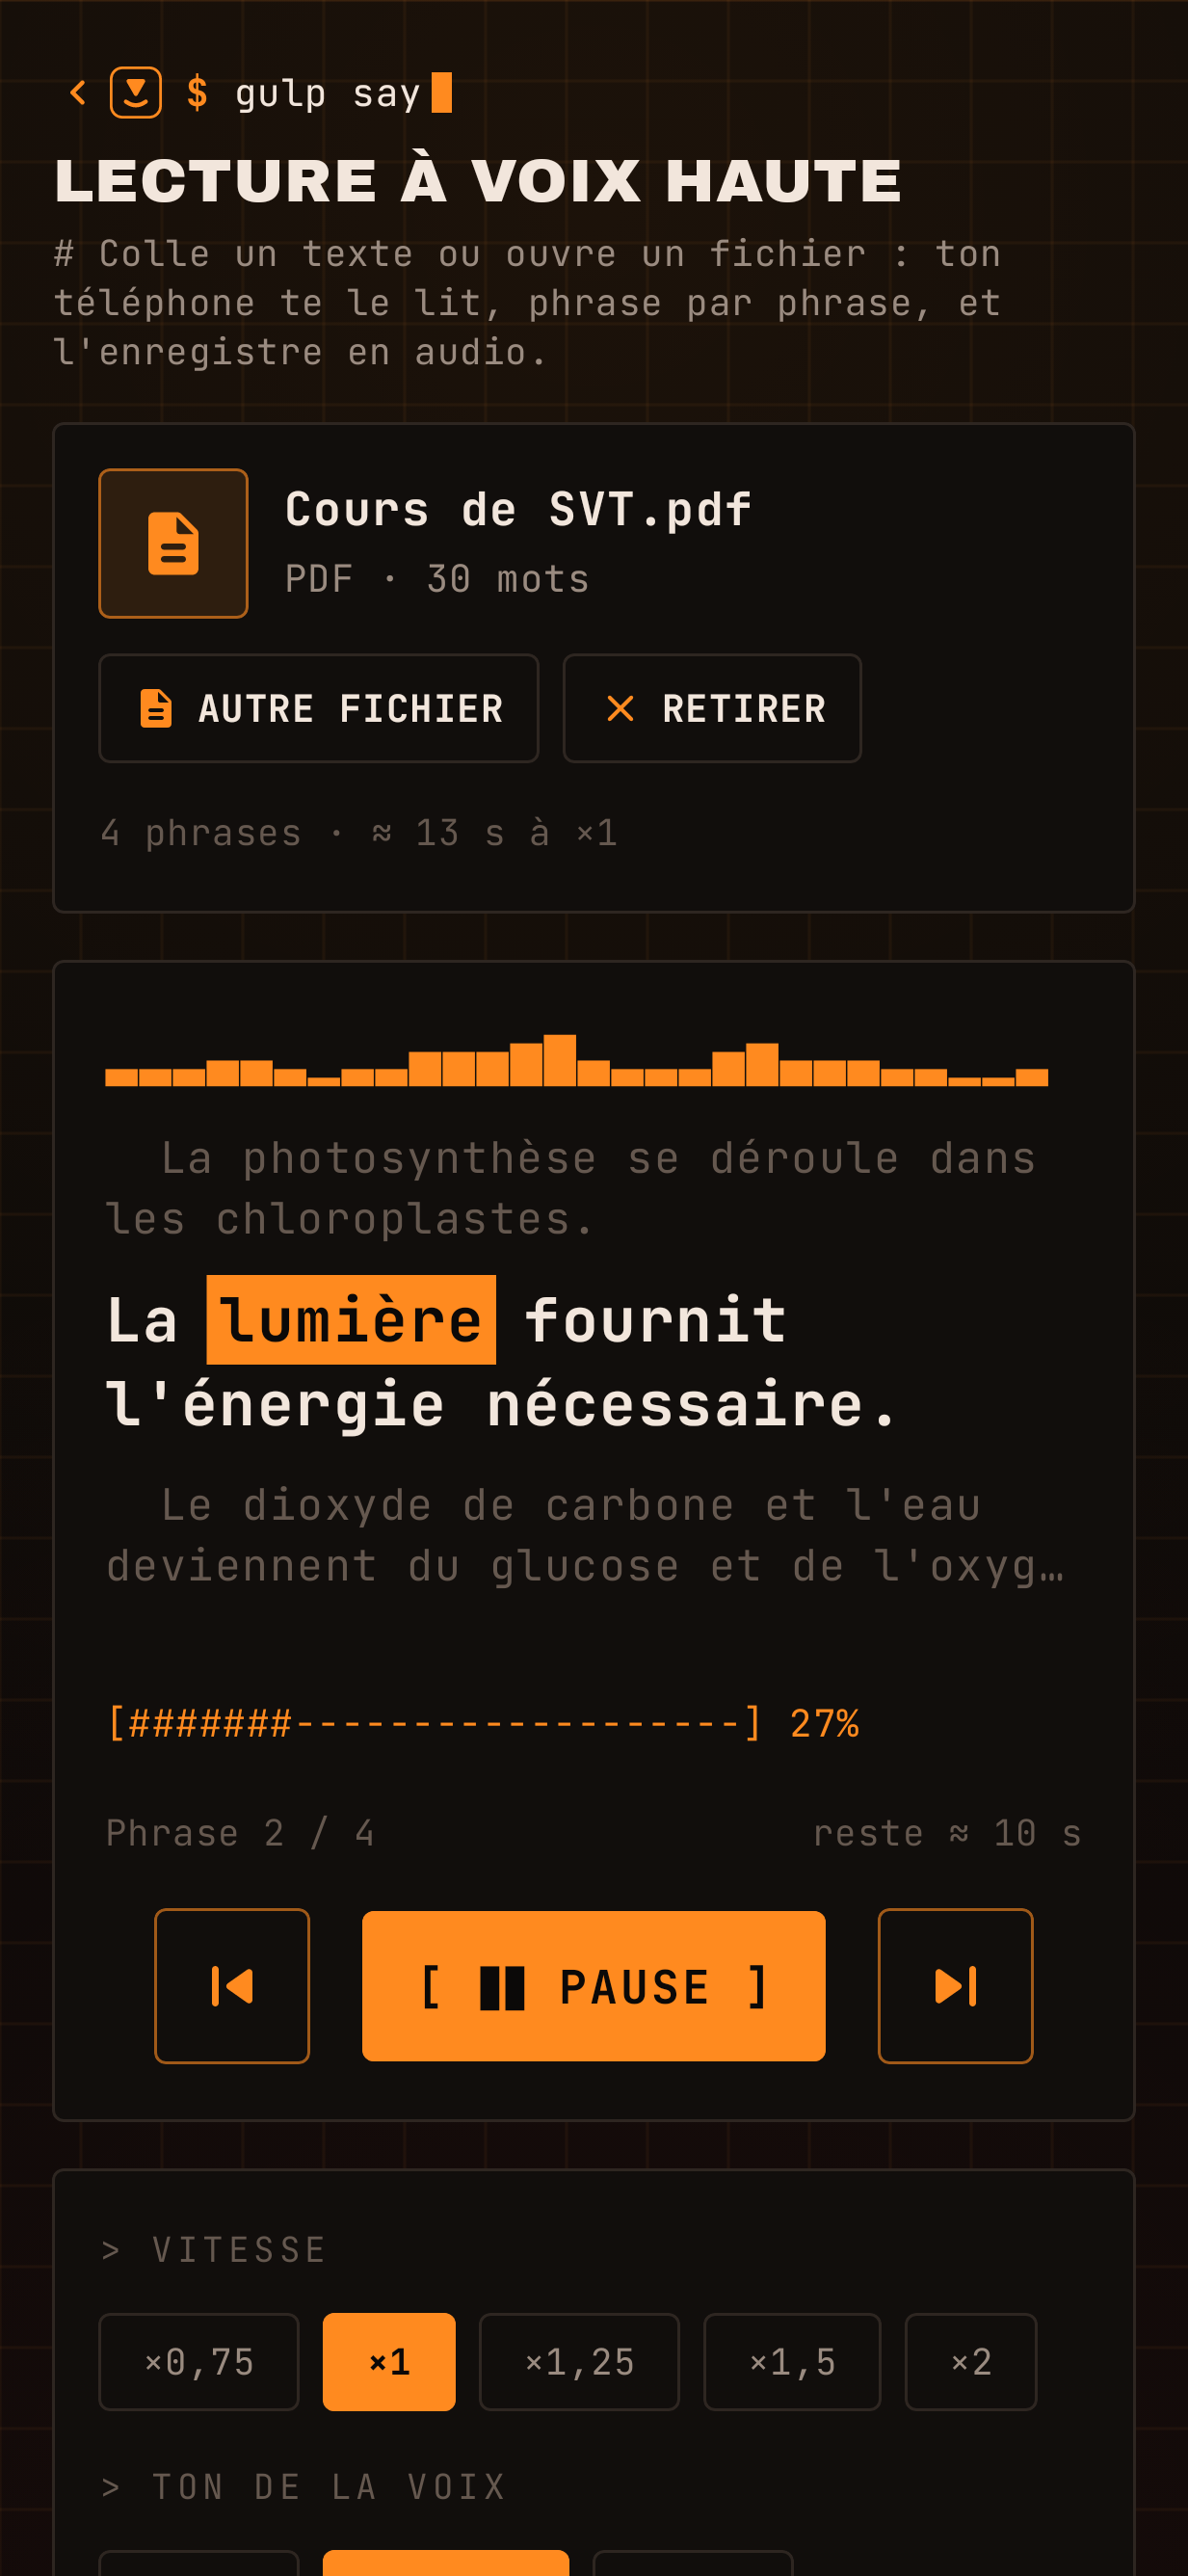 $ gulp say
LECTURE À VOIX HAUTE
# Colle un texte ou ouvre un fichier : ton
téléphone te le lit, phrase par phrase, et
l'enregistre en audio.
Cours de SVT.pdf
PDF · 30 mots
AUTRE FICHIER
RETIRER
4 phrases · ≈ 13 s à ×1
La photosynthèse se déroule dans
les chloroplastes.
La lumière fournit
l'énergie nécessaire.
Le dioxyde de carbone et l'eau
deviennent du glucose et de l'oxyg…
[#######-------------------] 27%
Phrase 2 / 4
reste ≈ 10 s
[ ▮▮ PAUSE ]
> VITESSE
×0,75 ×1 ×1,25 ×1,5 ×2
> TON DE LA VOIX